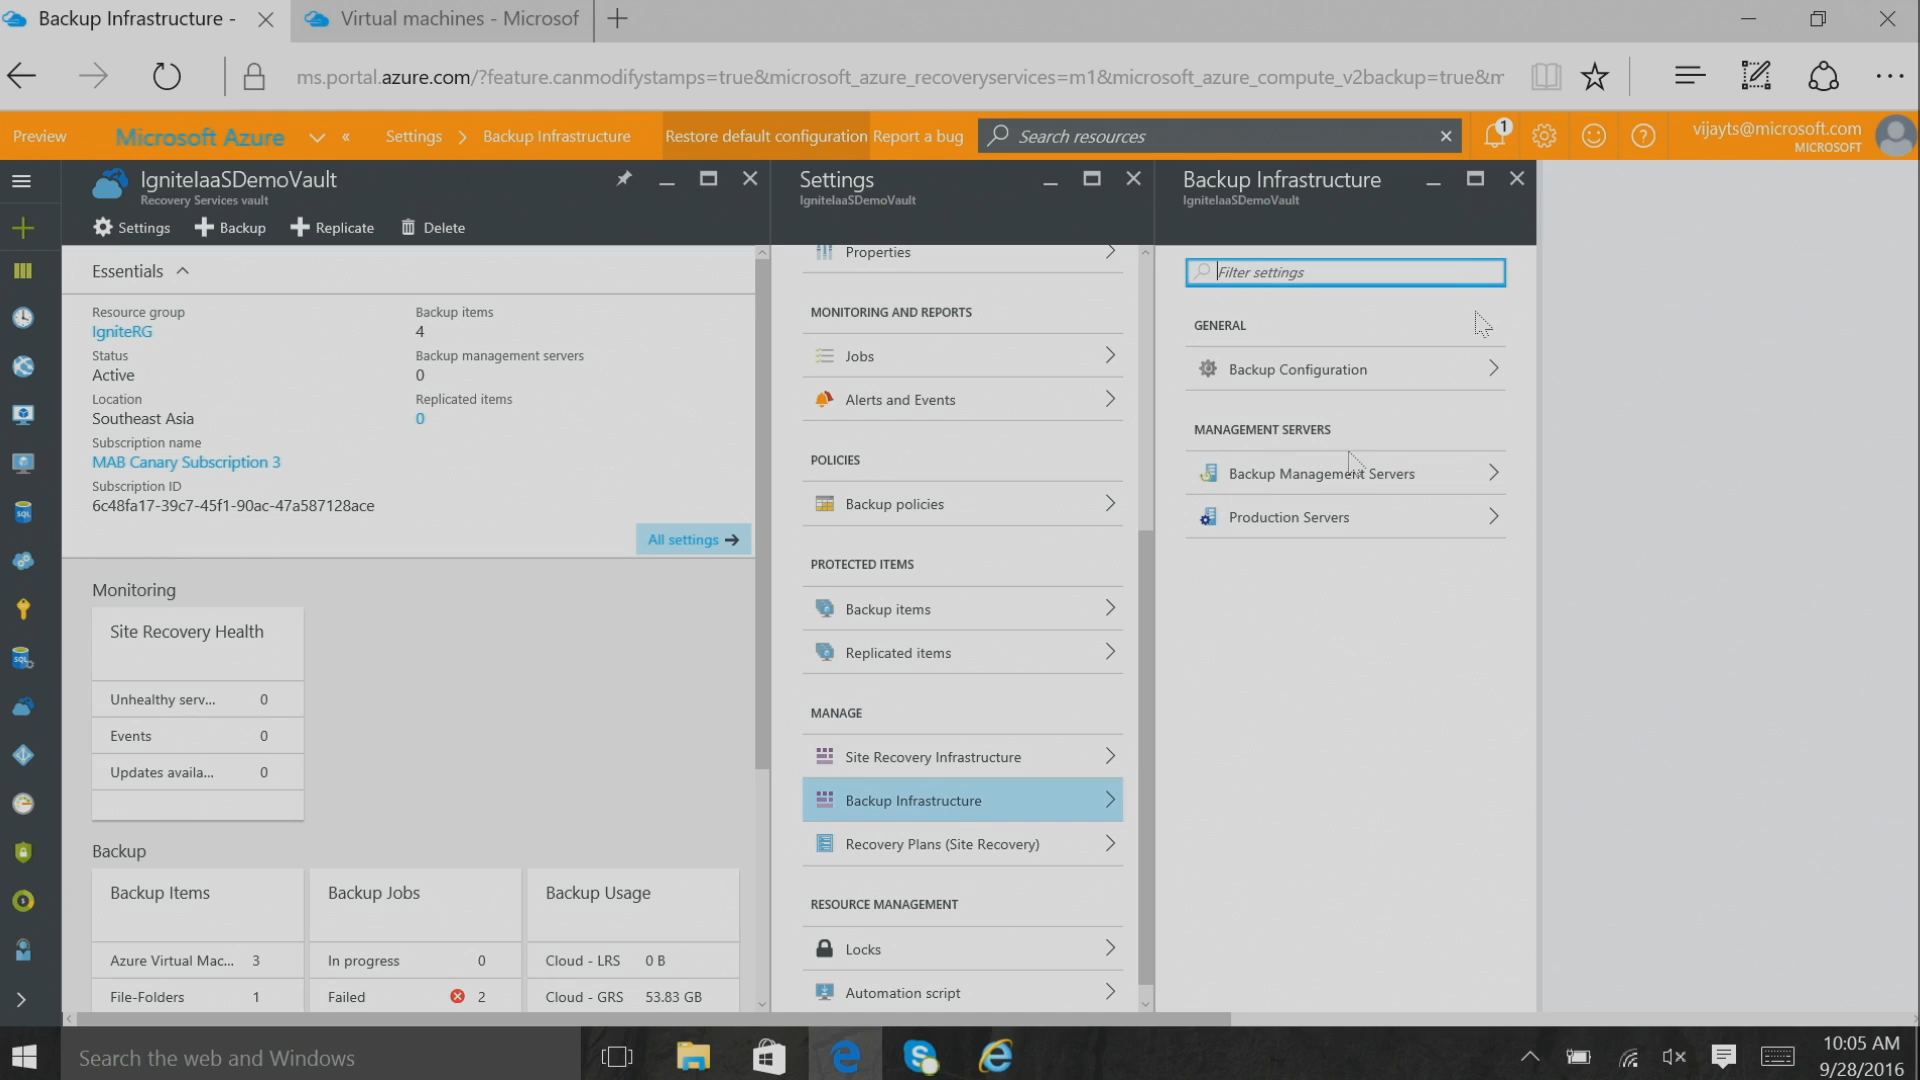 Backup Infrastructure -
Virtual machines - Microsof
ms.portal.azure.com/?feature.canmodifystamps=true&microsoft_azure_recoveryservices=m1&microsoft_azure_compute_v2backup=true&m
Preview
Microsoft Azure
«
Settings > Backup Infrastructure
Restore default configuration
Report a bug
Search resources
1
vijayts@microsoft.com
MICROSOFT
IgniteIaaSDemoVault
Recovery Services vault
Settings
Backup
Replicate
Delete
Essentials
Resource group
IgniteRG
Status
Active
Location
Southeast Asia
Subscription name
MAB Canary Subscription 3
Subscription ID
6c48fa17-39c7-45f1-90ac-47a587128ace
Backup items
4
Backup management servers
0
Replicated items
0
All settings →
Monitoring
Site Recovery Health
Unhealthy serv... 0
Events 0
Updates availa... 0
Backup
Backup Items
Azure Virtual Mac... 3
File-Folders 1
Backup Jobs
In progress 0
Failed 2
Backup Usage
Cloud - LRS 0 B
Cloud - GRS 53.83 GB
Settings
IgniteIaaSDemoVault
Properties
MONITORING AND REPORTS
Jobs
Alerts and Events
POLICIES
Backup policies
PROTECTED ITEMS
Backup items
Replicated items
MANAGE
Site Recovery Infrastructure
Backup Infrastructure
Recovery Plans (Site Recovery)
RESOURCE MANAGEMENT
Locks
Automation script
Backup Infrastructure
IgniteIaaSDemoVault
Filter settings
GENERAL
Backup Configuration
MANAGEMENT SERVERS
Backup Management Servers
Production Servers
Search the web and Windows
10:05 AM
9/28/2016